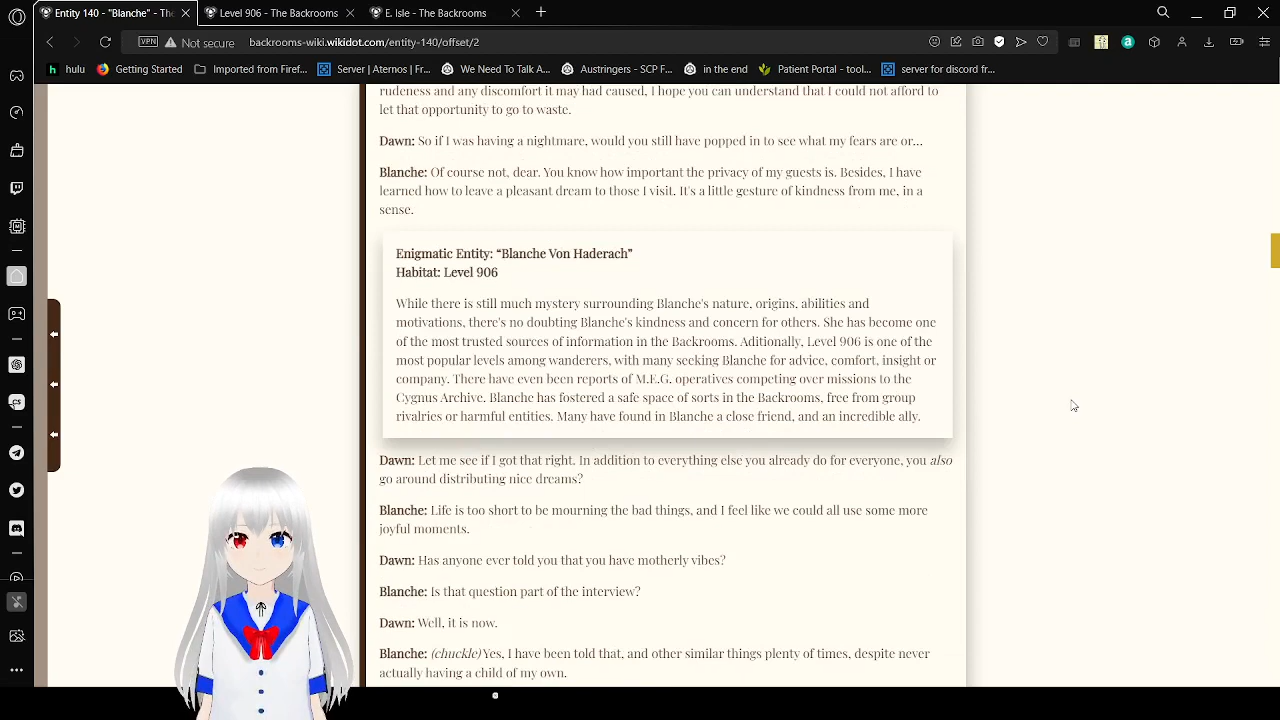 Entity 140 - "Blanche" - The
Level 906 - The Backrooms
E. Isle - The Backrooms
VPN
Not secure
backrooms-wiki.wikidot.com/entity-140/offset/2
hulu
Getting Started
Imported from Firef...
Server | Aternos | Fr...
We Need To Talk A...
Austringers - SCP F...
in the end
Patient Portal - tool...
server for discord fr...
rudeness and any discomfort it may had caused, I hope you can understand that I could not afford to
let that opportunity to go to waste.
Dawn: So if I was having a nightmare, would you still have popped in to see what my fears are or...
Blanche: Of course not, dear. You know how important the privacy of my guests is. Besides, I have
learned how to leave a pleasant dream to those I visit. It's a little gesture of kindness from me, in a
sense.
Enigmatic Entity: “Blanche Von Haderach”
Habitat: Level 906
While there is still much mystery surrounding Blanche's nature, origins, abilities and
motivations, there's no doubting Blanche's kindness and concern for others. She has become one
of the most trusted sources of information in the Backrooms. Aditionally, Level 906 is one of the
most popular levels among wanderers, with many seeking Blanche for advice, comfort, insight or
company. There have even been reports of M.E.G. operatives competing over missions to the
Cygnus Archive. Blanche has fostered a safe space of sorts in the Backrooms, free from group
rivalries or harmful entities. Many have found in Blanche a close friend, and an incredible ally.
Dawn: Let me see if I got that right. In addition to everything else you already do for everyone, you also
go around distributing nice dreams?
Blanche: Life is too short to be mourning the bad things, and I feel like we could all use some more
joyful moments.
Dawn: Has anyone ever told you that you have motherly vibes?
Blanche: Is that question part of the interview?
Dawn: Well, it is now.
Blanche: (chuckle) Yes, I have been told that, and other similar things plenty of times, despite never
actually having a child of my own.